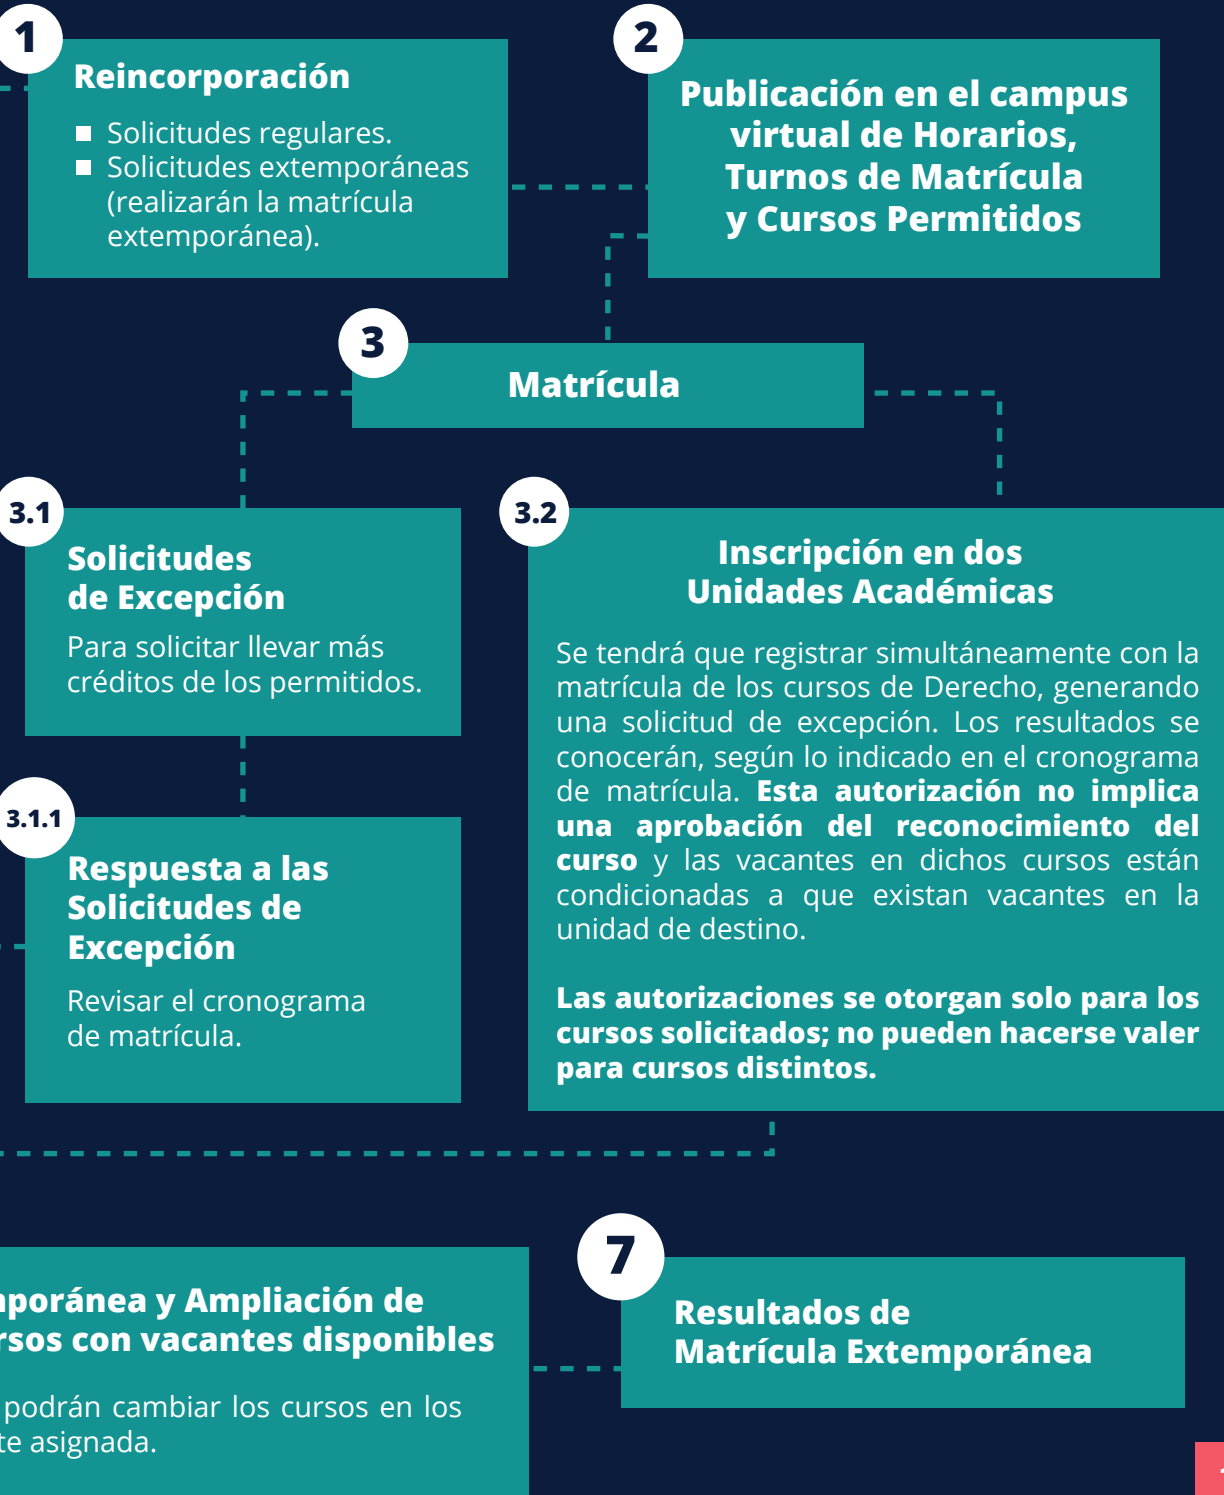 1
Reincorporación
Solicitudes regulares.
Solicitudes extemporáneas
(realizarán la matrícula
extemporánea).
2
Publicación en el campus
virtual de Horarios,
Turnos de Matrícula
y Cursos Permitidos
3
Matrícula
3.1
Solicitudes
de Excepción
Para solicitar llevar más
créditos de los permitidos.
3.1.1
Respuesta a las
Solicitudes de
Excepción
Revisar el cronograma
de matrícula.
3.2
Inscripción en dos
Unidades Académicas
Se tendrá que registrar simultáneamente con la
matrícula de los cursos de Derecho, generando
una solicitud de excepción. Los resultados se
conocerán, según lo indicado en el cronograma
de matrícula. Esta autorización no implica
una aprobación del reconocimiento del
curso y las vacantes en dichos cursos están
condicionadas a que existan vacantes en la
unidad de destino.
Las autorizaciones se otorgan solo para los
cursos solicitados; no pueden hacerse valer
para cursos distintos.
mporánea y Ampliación de
rsos con vacantes disponibles
podrán cambiar los cursos en los
te asignada.
7
Resultados de
Matrícula Extemporánea